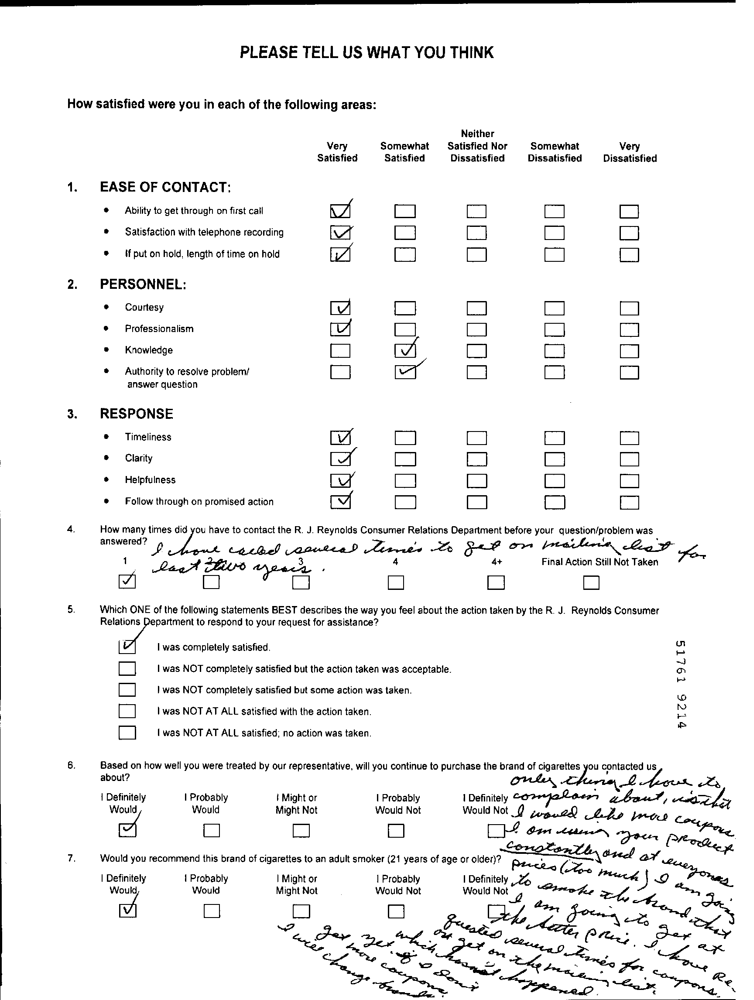 PLEASE TELL US WHAT YOU THINK
How satisfied were you in each of the following areas:
Very Satisfied Somewhat Satisfied Neither Satisfied Nor Dissatisfied Somewhat Dissatisfied Very Dissatisfied
1. EASE OF CONTACT:
• Ability to get through on first call
• Satisfaction with telephone recording
• If put on hold, length of time on hold
2. PERSONNEL:
• Courtesy
• Professionalism
• Knowledge
• Authority to resolve problem/
answer question
3. RESPONSE
• Timeliness
• Clarity
• Helpfulness
• Follow through on promised action
4. How many times did you have to contact the R. J. Reynolds Consumer Relations Department before your question/problem was
answered? I have called several times to get on mailing list for
last two years.
1 2 3 4 4+ Final Action Still Not Taken
5. Which ONE of the following statements BEST describes the way you feel about the action taken by the R. J. Reynolds Consumer
Relations Department to respond to your request for assistance?
I was completely satisfied.
I was NOT completely satisfied but the action taken was acceptable.
I was NOT completely satisfied but some action was taken.
I was NOT AT ALL satisfied with the action taken.
I was NOT AT ALL satisfied; no action was taken.
51761 9214
6. Based on how well you were treated by our representative, will you continue to purchase the brand of cigarettes you contacted us
about?
I Definitely Would I Probably Would I Might or Might Not I Probably Would Not I Definitely Would Not
7. Would you recommend this brand of cigarettes to an adult smoker (21 years of age or older)?
I Definitely Would I Probably Would I Might or Might Not I Probably Would Not I Definitely Would Not
only thing I have to
complain about, is that
I would like more coupons
I am using your product
constantly and at everyones
prices (too much) I am going
to smoke the brand that
I am going to get at
the better price. I have re-
quested several times for coupons.
or get on the mailing list.
which hasn't happened.
yet. if I don't
get more coupons
I will change brands.